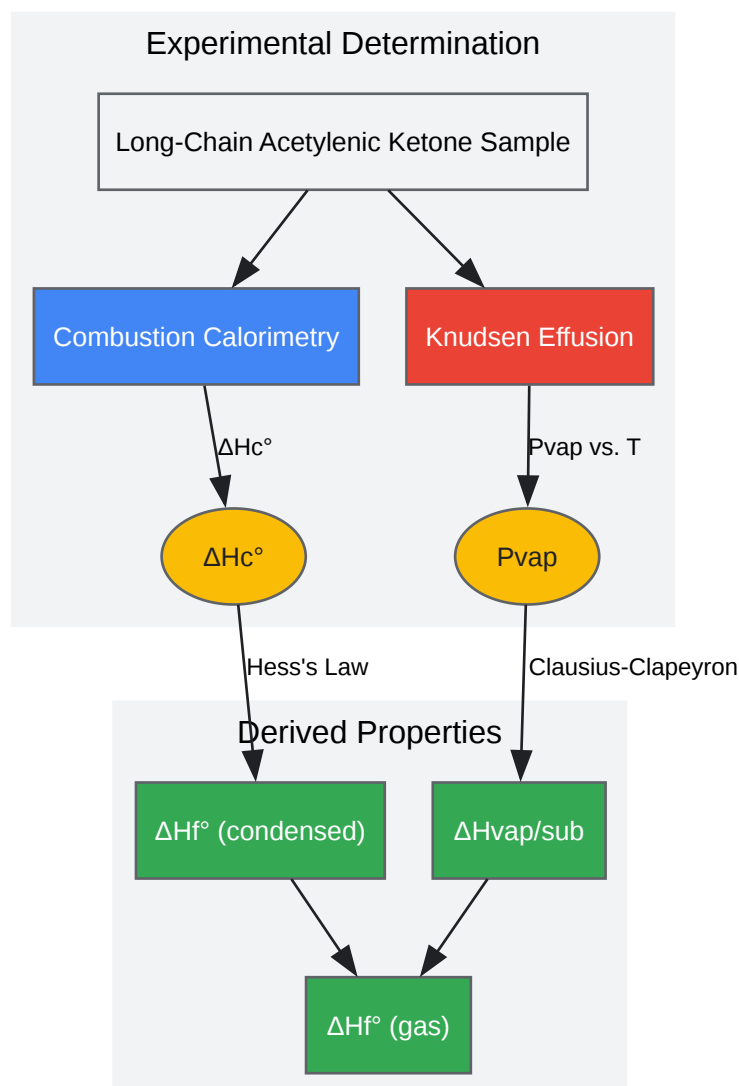 Experimental Determination
Long-Chain Acetylenic Ketone Sample
Combustion Calorimetry
Knudsen Effusion
ΔHc°
Pvap vs. T
ΔHc°
Pvap
Hess's Law
Clausius-Clapeyron
Derived Properties
ΔHf° (condensed)
ΔHvap/sub
ΔHf° (gas)